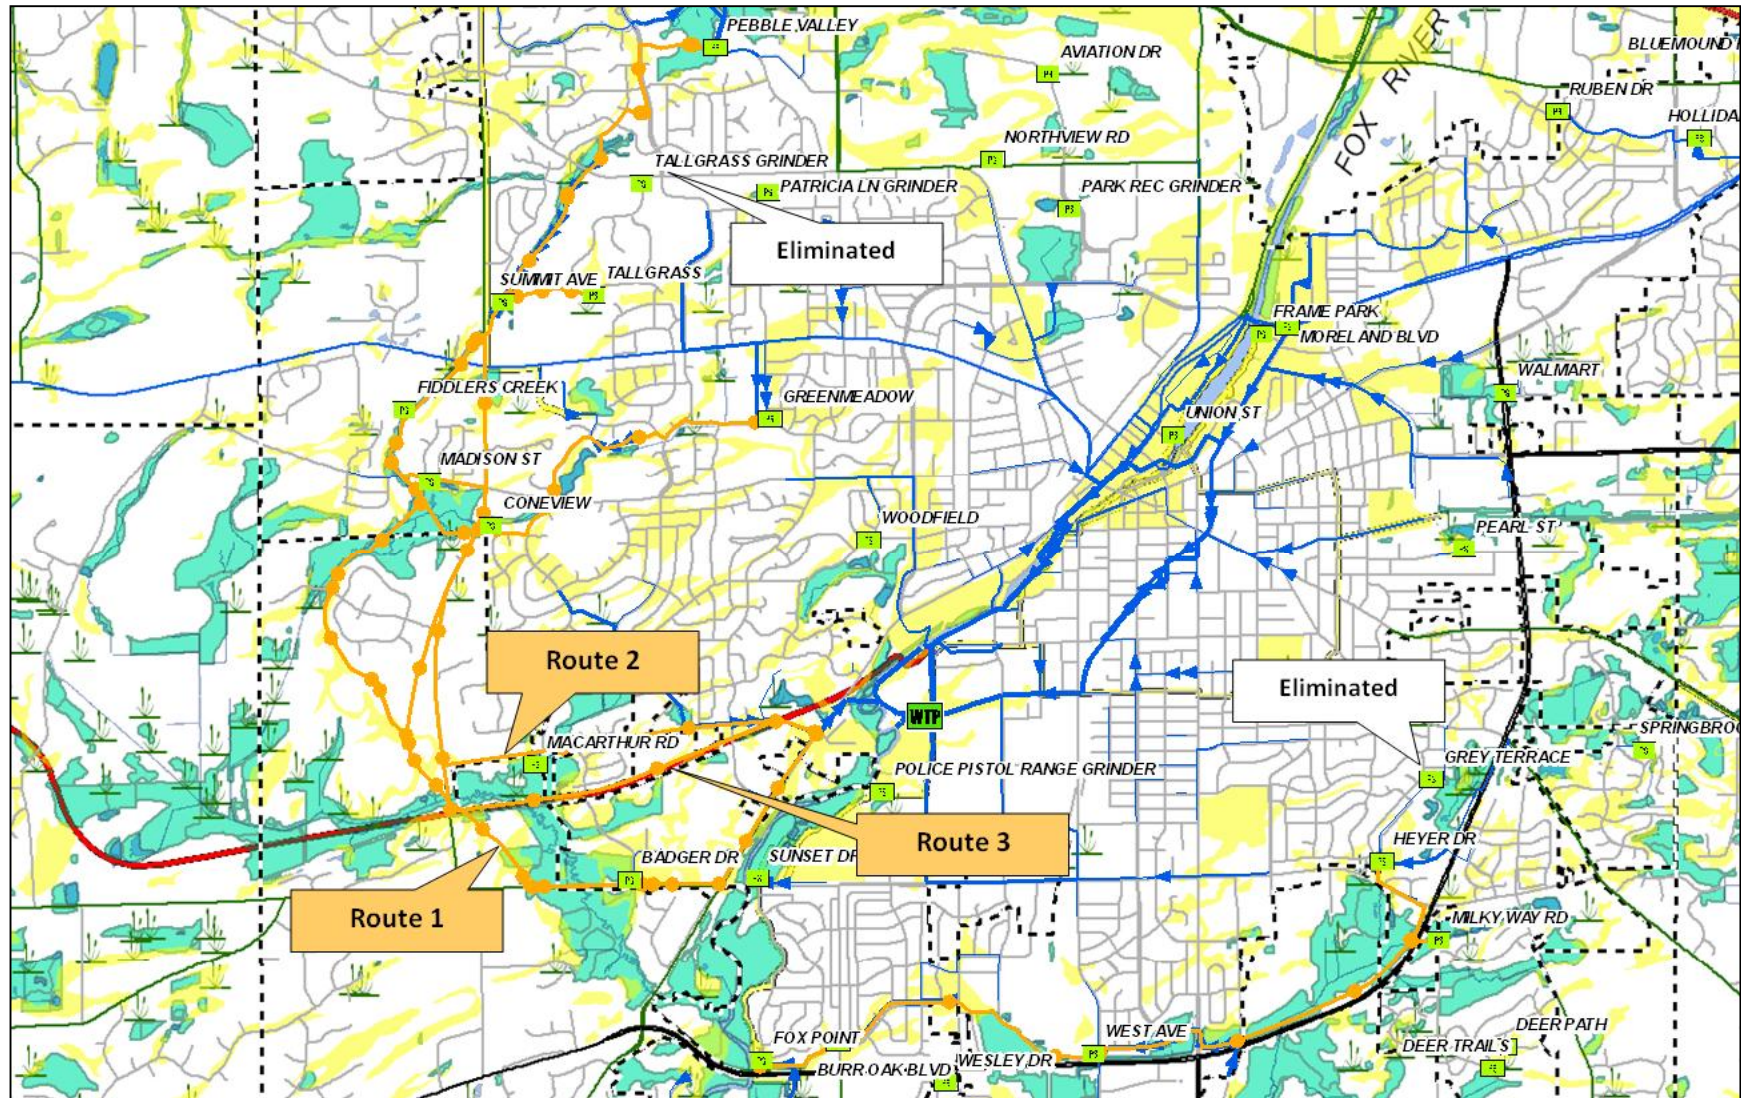 PEBBLE VALLEY
AVIATION DR
FOX RIVER
RUBEN DR
NORTHVIEW RD
TALLGRASS GRINDER
PATRICIA LN GRINDER
PARK REC GRINDER
Eliminated
SUMMIT AVE
TALLGRASS
FRAME PARK
MORELAND BLVD
WALMART
FIDDLERS CREEK
GREENMEADOW
UNION ST
MADISON ST
CONEVIEW
WOODFIELD
PEARL ST
Route 2
Eliminated
WTP
MACARTHUR RD
POLICE PISTOL RANGE GRINDER
GREY TERRACE
Route 3
HEYER DR
BADGER DR
SUNSET DR
Route 1
MILKY WAY RD
FOX POINT
WEST AVE
DEER PATH
WESLEY DR
DEER TRAILS
BURR OAK BLVD